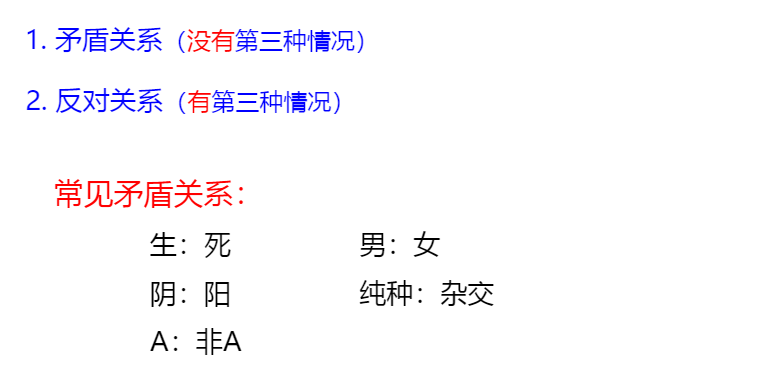 1. 矛盾关系（没有第三种情况）
2. 反对关系（有第三种情况）
常见矛盾关系：
生：死 男：女
阴：阳 纯种：杂交
A：非A